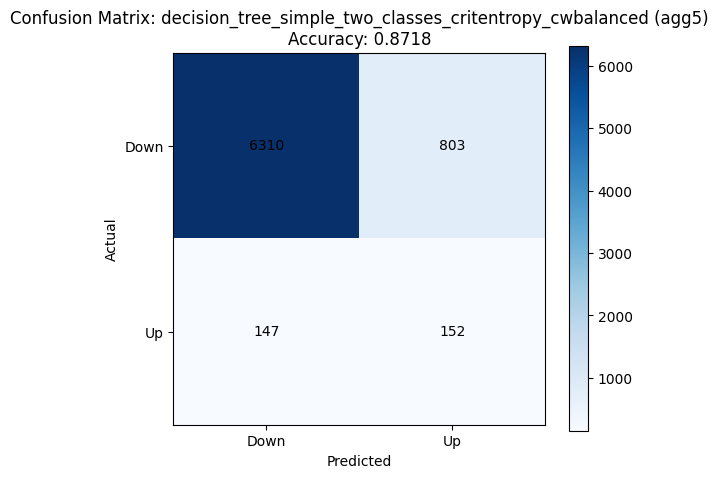 Confusion Matrix: decision_tree_simple_two_classes_critentropy_cwbalanced (agg5)
Accuracy: 0.8718
6000
5000
4000
3000
2000
1000
Actual
Down
6310
803
Up
147
152
Down
Up
Predicted